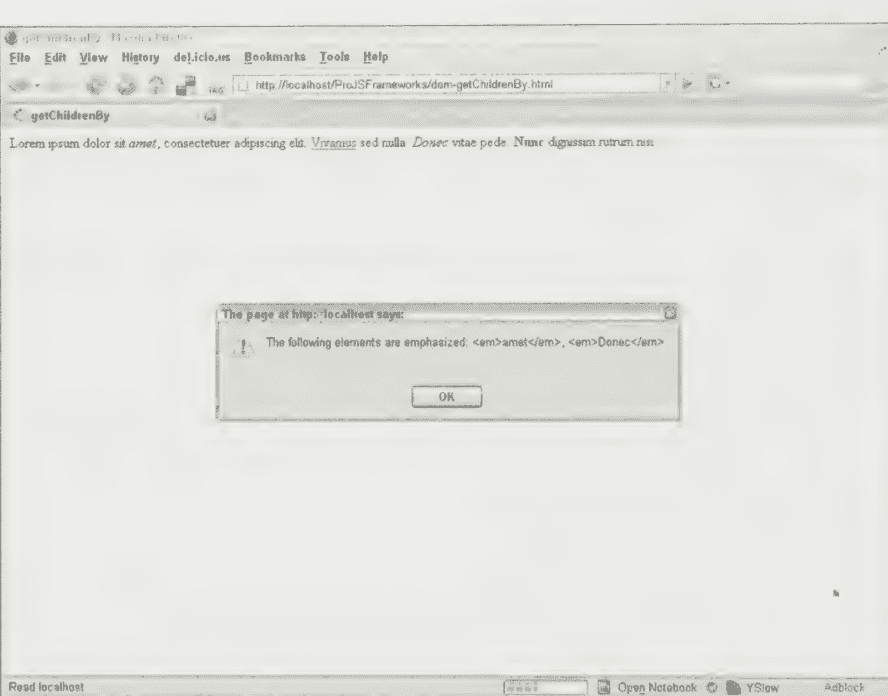 File Edit View History del.icio.us Bookmarks Tools Help
http://localhost/ProJSFrameworks/dom-getChildrenBy.html
getChildrenBy
Lorem ipsum dolor sit amet, consectetuer adipiscing elit. Vivamus sed nulla. Donec vitae pede. Nunc dignissim rutrum nisi.
The page at http://localhost says:
The following elements are emphasized: <em>amet</em>, <em>Donec</em>
OK
Read localhost
Open Notebook
YSlow
Adblock